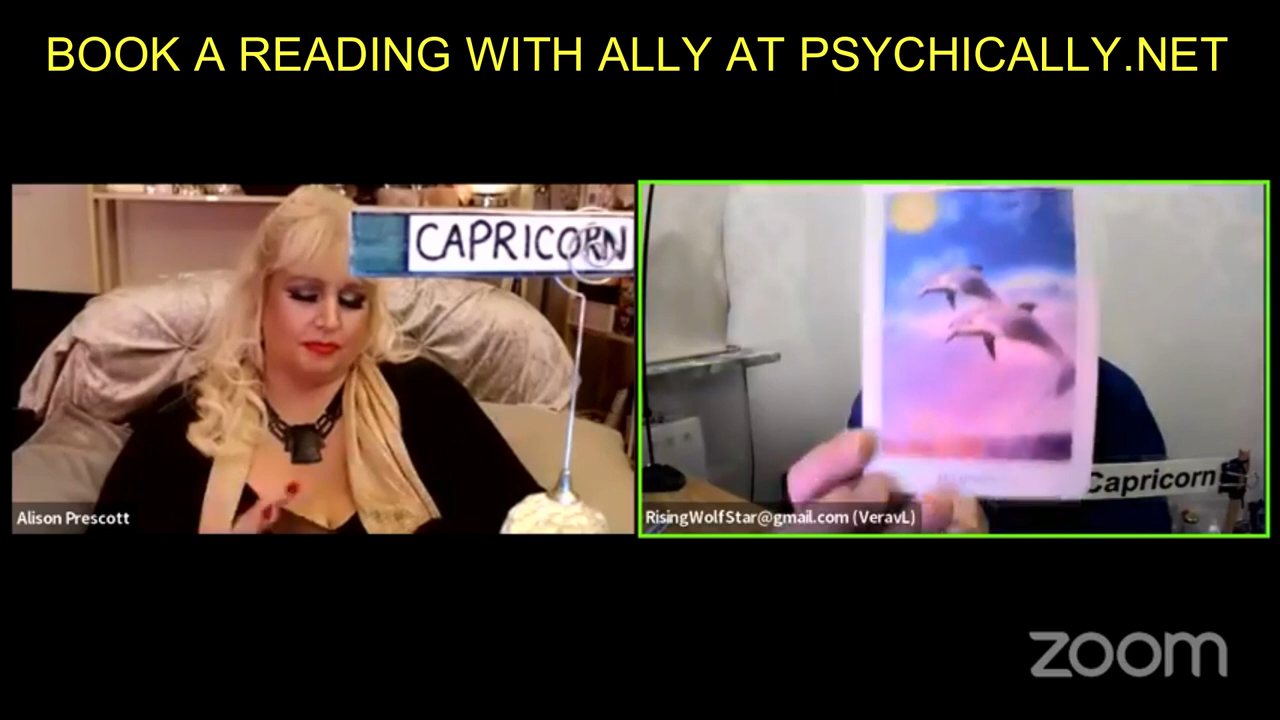 BOOK A READING WITH ALLY AT PSYCHICALLY.NET
CAPRICORN
Capricorn
Alison Prescott
RisingWolfStar@gmail.com (VeravL)
zoom